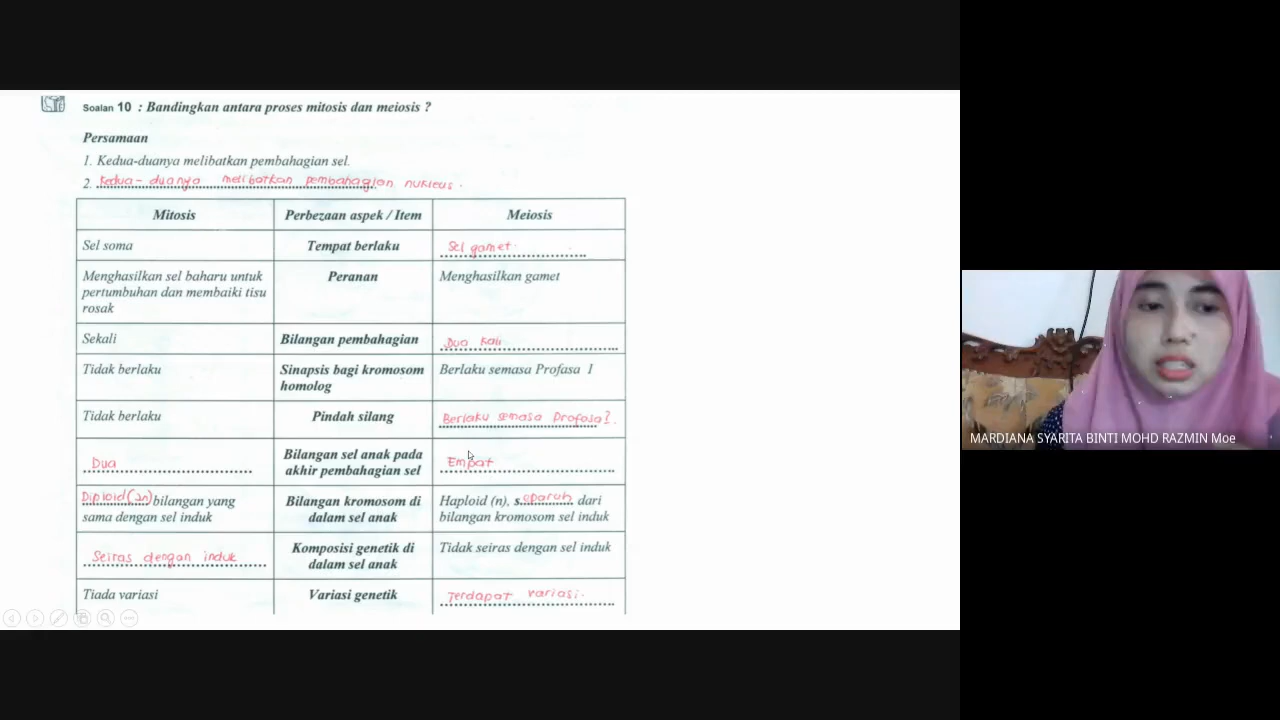 Soalan 10 : Bandingkan antara proses mitosis dan meiosis ?
Persamaan
1. Kedua-duanya melibatkan pembahagian sel.
2. Kedua-duanya melibatkan pembahagian nukleus.
Mitosis Perbezaan aspek / Item Meiosis
Sel soma Tempat berlaku Sel gamet.
Menghasilkan sel baharu untuk Peranan Menghasilkan gamet
pertumbuhan dan membaiki tisu
rosak
Sekali Bilangan pembahagian Dua kali
Tidak berlaku Sinapsis bagi kromosom Berlaku semasa Profasa I
homolog
Tidak berlaku Pindah silang Berlaku semasa Profasa I.
Dua Bilangan sel anak pada Empat
akhir pembahagian sel
Diploid(2n) bilangan yang Bilangan kromosom di Haploid (n), separuh dari
sama dengan sel induk dalam sel anak bilangan kromosom sel induk
Seiras dengan induk Komposisi genetik di Tidak seiras dengan sel induk
dalam sel anak
Tiada variasi Variasi genetik Terdapat variasi.
MARDIANA SYARITA BINTI MOHD RAZMIN Moe